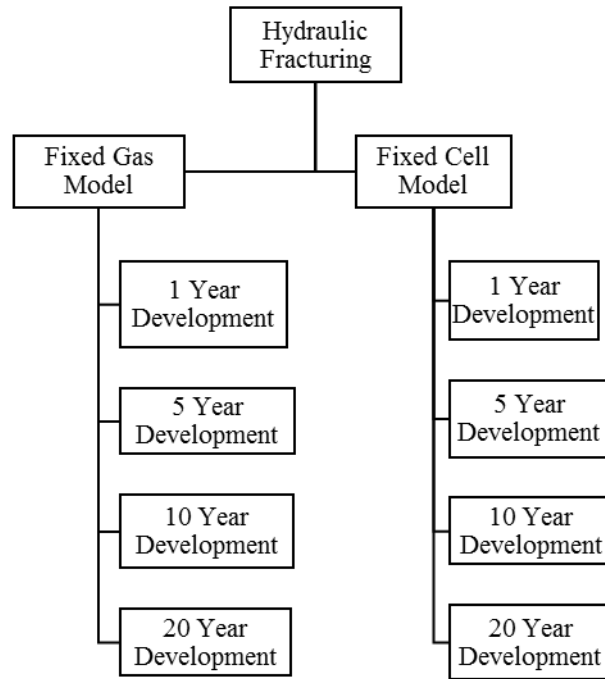 Hydraulic
Fracturing
Fixed Gas
Model
Fixed Cell
Model
1 Year
Development
5 Year
Development
10 Year
Development
20 Year
Development
1 Year
Development
5 Year
Development
10 Year
Development
20 Year
Development